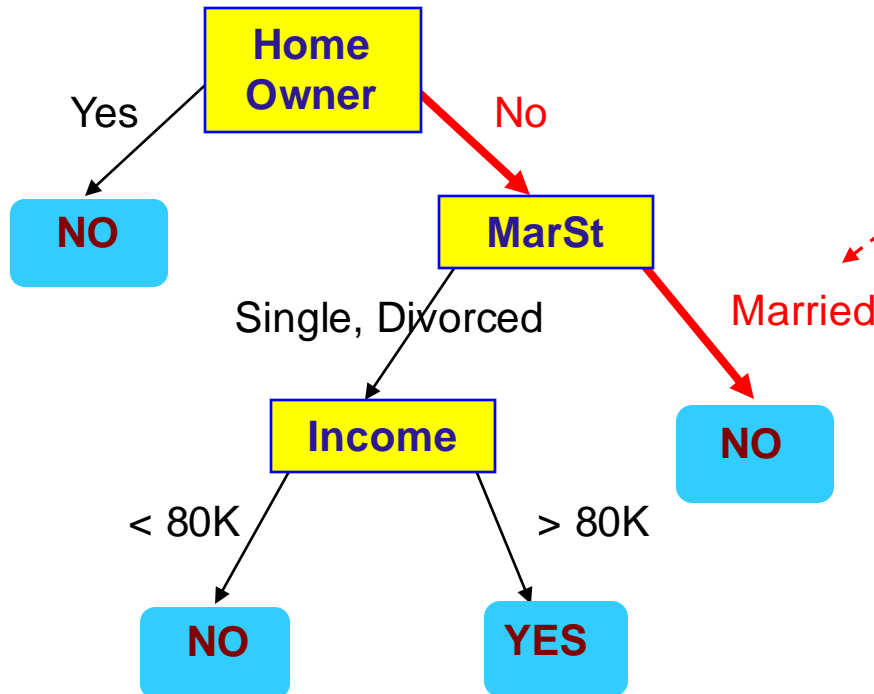 Home
Owner
Yes
No
NO
MarSt
Single, Divorced
Married
Income
NO
< 80K
> 80K
NO
YES